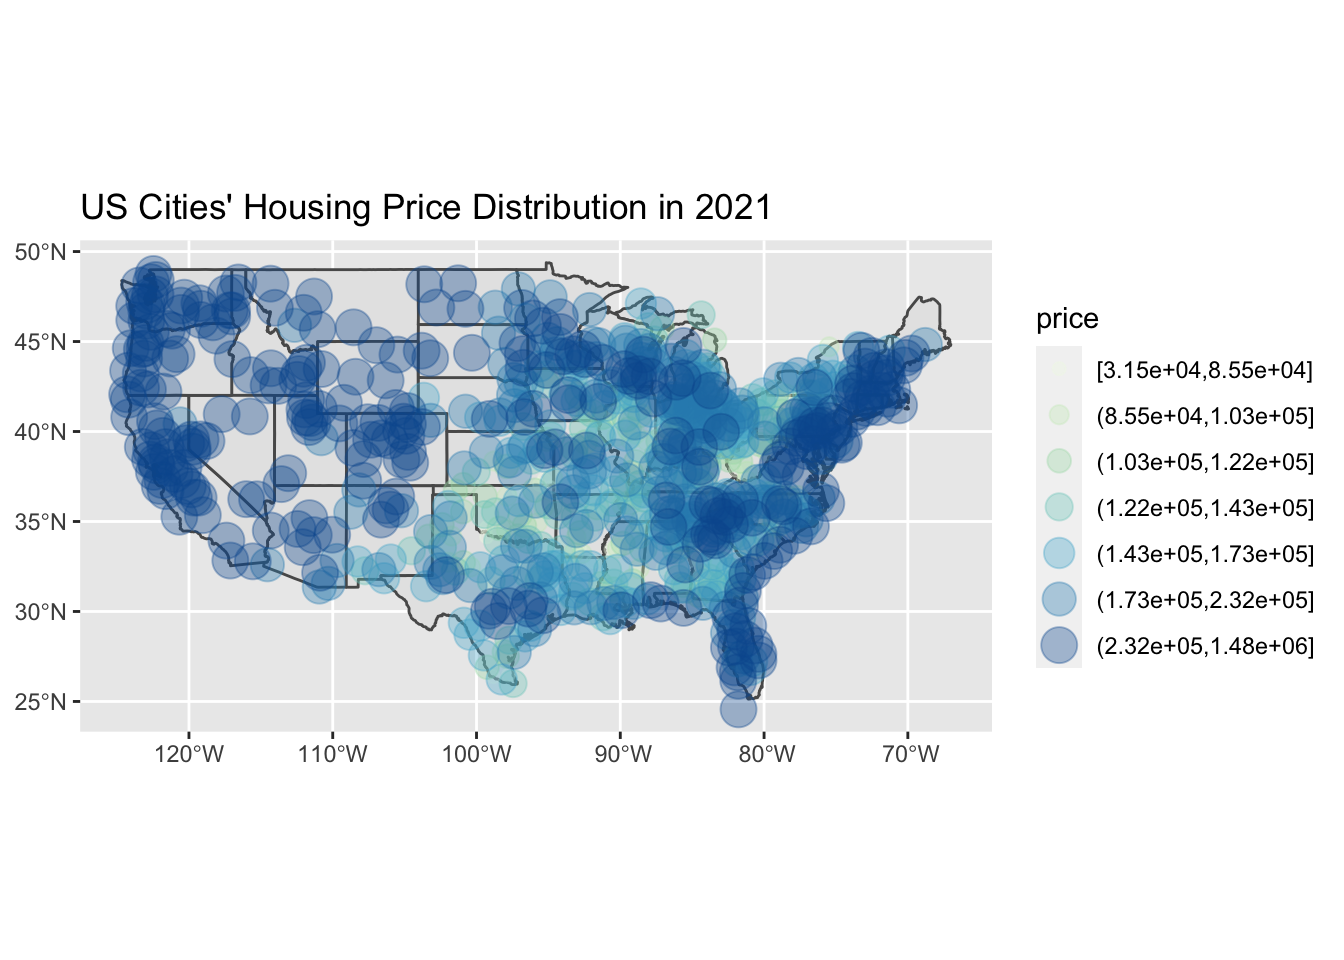 US Cities' Housing Price Distribution in 2021
50°N
45°N
40°N
35°N
30°N
25°N
120°W 110°W 100°W 90°W 80°W 70°W
price
[3.15e+04,8.55e+04]
(8.55e+04,1.03e+05]
(1.03e+05,1.22e+05]
(1.22e+05,1.43e+05]
(1.43e+05,1.73e+05]
(1.73e+05,2.32e+05]
(2.32e+05,1.48e+06]